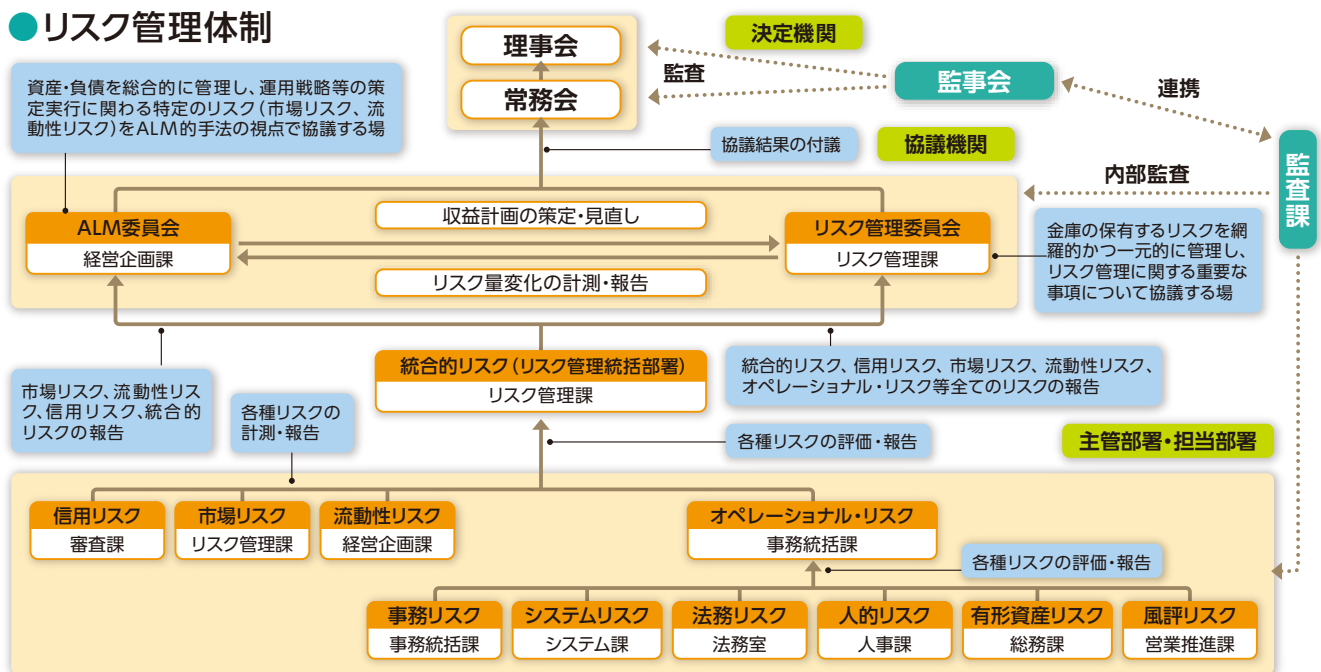 ●リスク管理体制
理事会
常務会
決定機関
監査
監事会
連携
資産・負債を総合的に管理し、運用戦略等の策
定実行に関わる特定のリスク(市場リスク、流
動性リスク)をALM的手法の視点で協議する場
協議結果の付議
協議機関
監査課
内部監査
ALM委員会
経営企画課
収益計画の策定・見直し
リスク量変化の計測・報告
リスク管理委員会
リスク管理課
金庫の保有するリスクを網
羅的かつ一元的に管理し、
リスク管理に関する重要な
事項について協議する場
統合的リスク(リスク管理統括部署)
リスク管理課
統合的リスク、信用リスク、市場リスク、流動性リスク、
オペレーショナル・リスク等全てのリスクの報告
市場リスク、流動性リス
ク、信用リスク、統合的
リスクの報告
各種リスクの
計測・報告
各種リスクの評価・報告
主管部署・担当部署
信用リスク
審査課
市場リスク
リスク管理課
流動性リスク
経営企画課
オペレーショナル・リスク
事務統括課
各種リスクの評価・報告
事務リスク
事務統括課
システムリスク
システム課
法務リスク
法務室
人的リスク
人事課
有形資産リスク
総務課
風評リスク
営業推進課